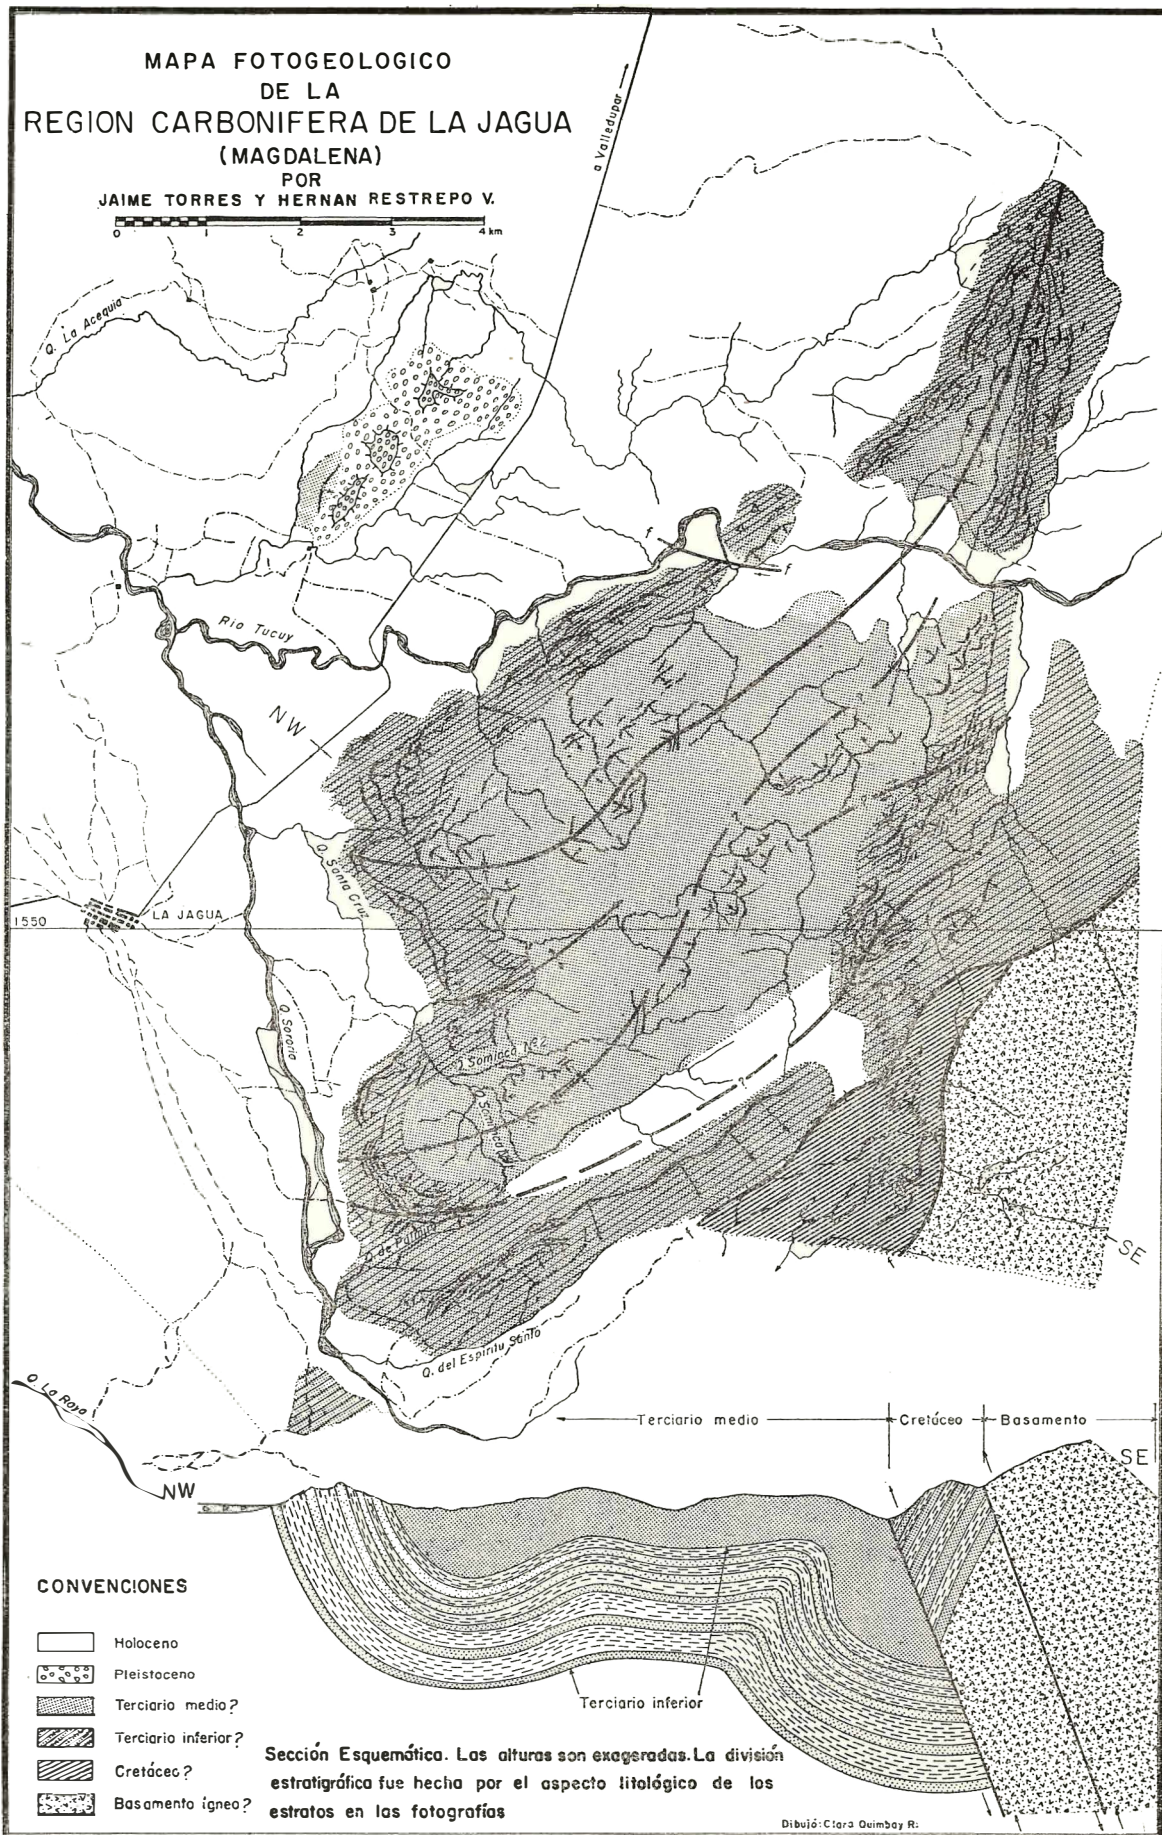 MAPA FOTOGEOLOGICO
DE LA
REGION CARBONIFERA DE LA JAGUA
(MAGDALENA)
POR
JAIME TORRES Y HERNAN RESTREPO V.
0 1 2 3 4 km
a Valledupar
Q. La Acequia
f
f
Rio Tucuy
NW
Q. Santa Cruz
LA JAGUA
1550
Q. Sororia
Q. Somiaca № 2
SE
Q. del Espiritu Santo
Terciario medio
Cretáceo
Basamento
SE
NW
Terciario inferior
CONVENCIONES
Holoceno
Pleistoceno
Terciario medio?
Terciario inferior?
Cretáceo?
Basamento ígneo?
Sección Esquemática. Las alturas son exageradas. La división
estratigráfica fue hecha por el aspecto litológico de los
estratos en las fotografías
Dibujó: Clara Quimbay R.